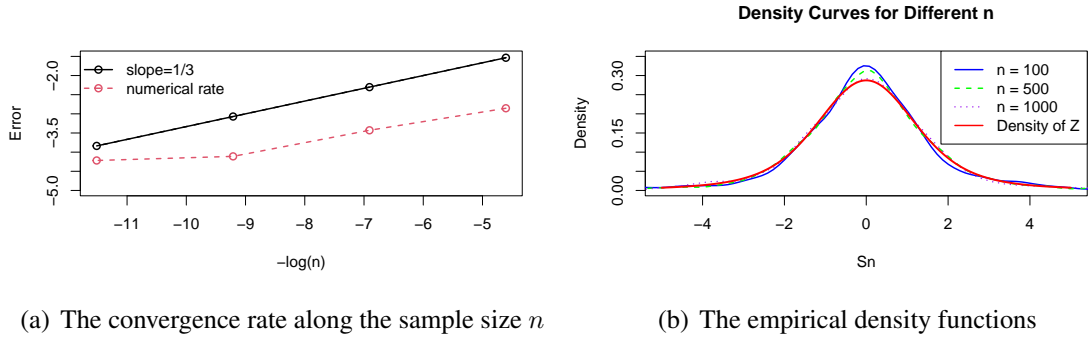 Density Curves for Different n
slope=1/3
numerical rate
Error
-2.0
-3.5
-5.0
-11
-10
-9
-8
-7
-6
-5
-log(n)
n = 100
n = 500
n = 1000
Density of Z
Density
0.30
0.15
0.00
-4
-2
0
2
4
Sn
(a) The convergence rate along the sample size n
(b) The empirical density functions